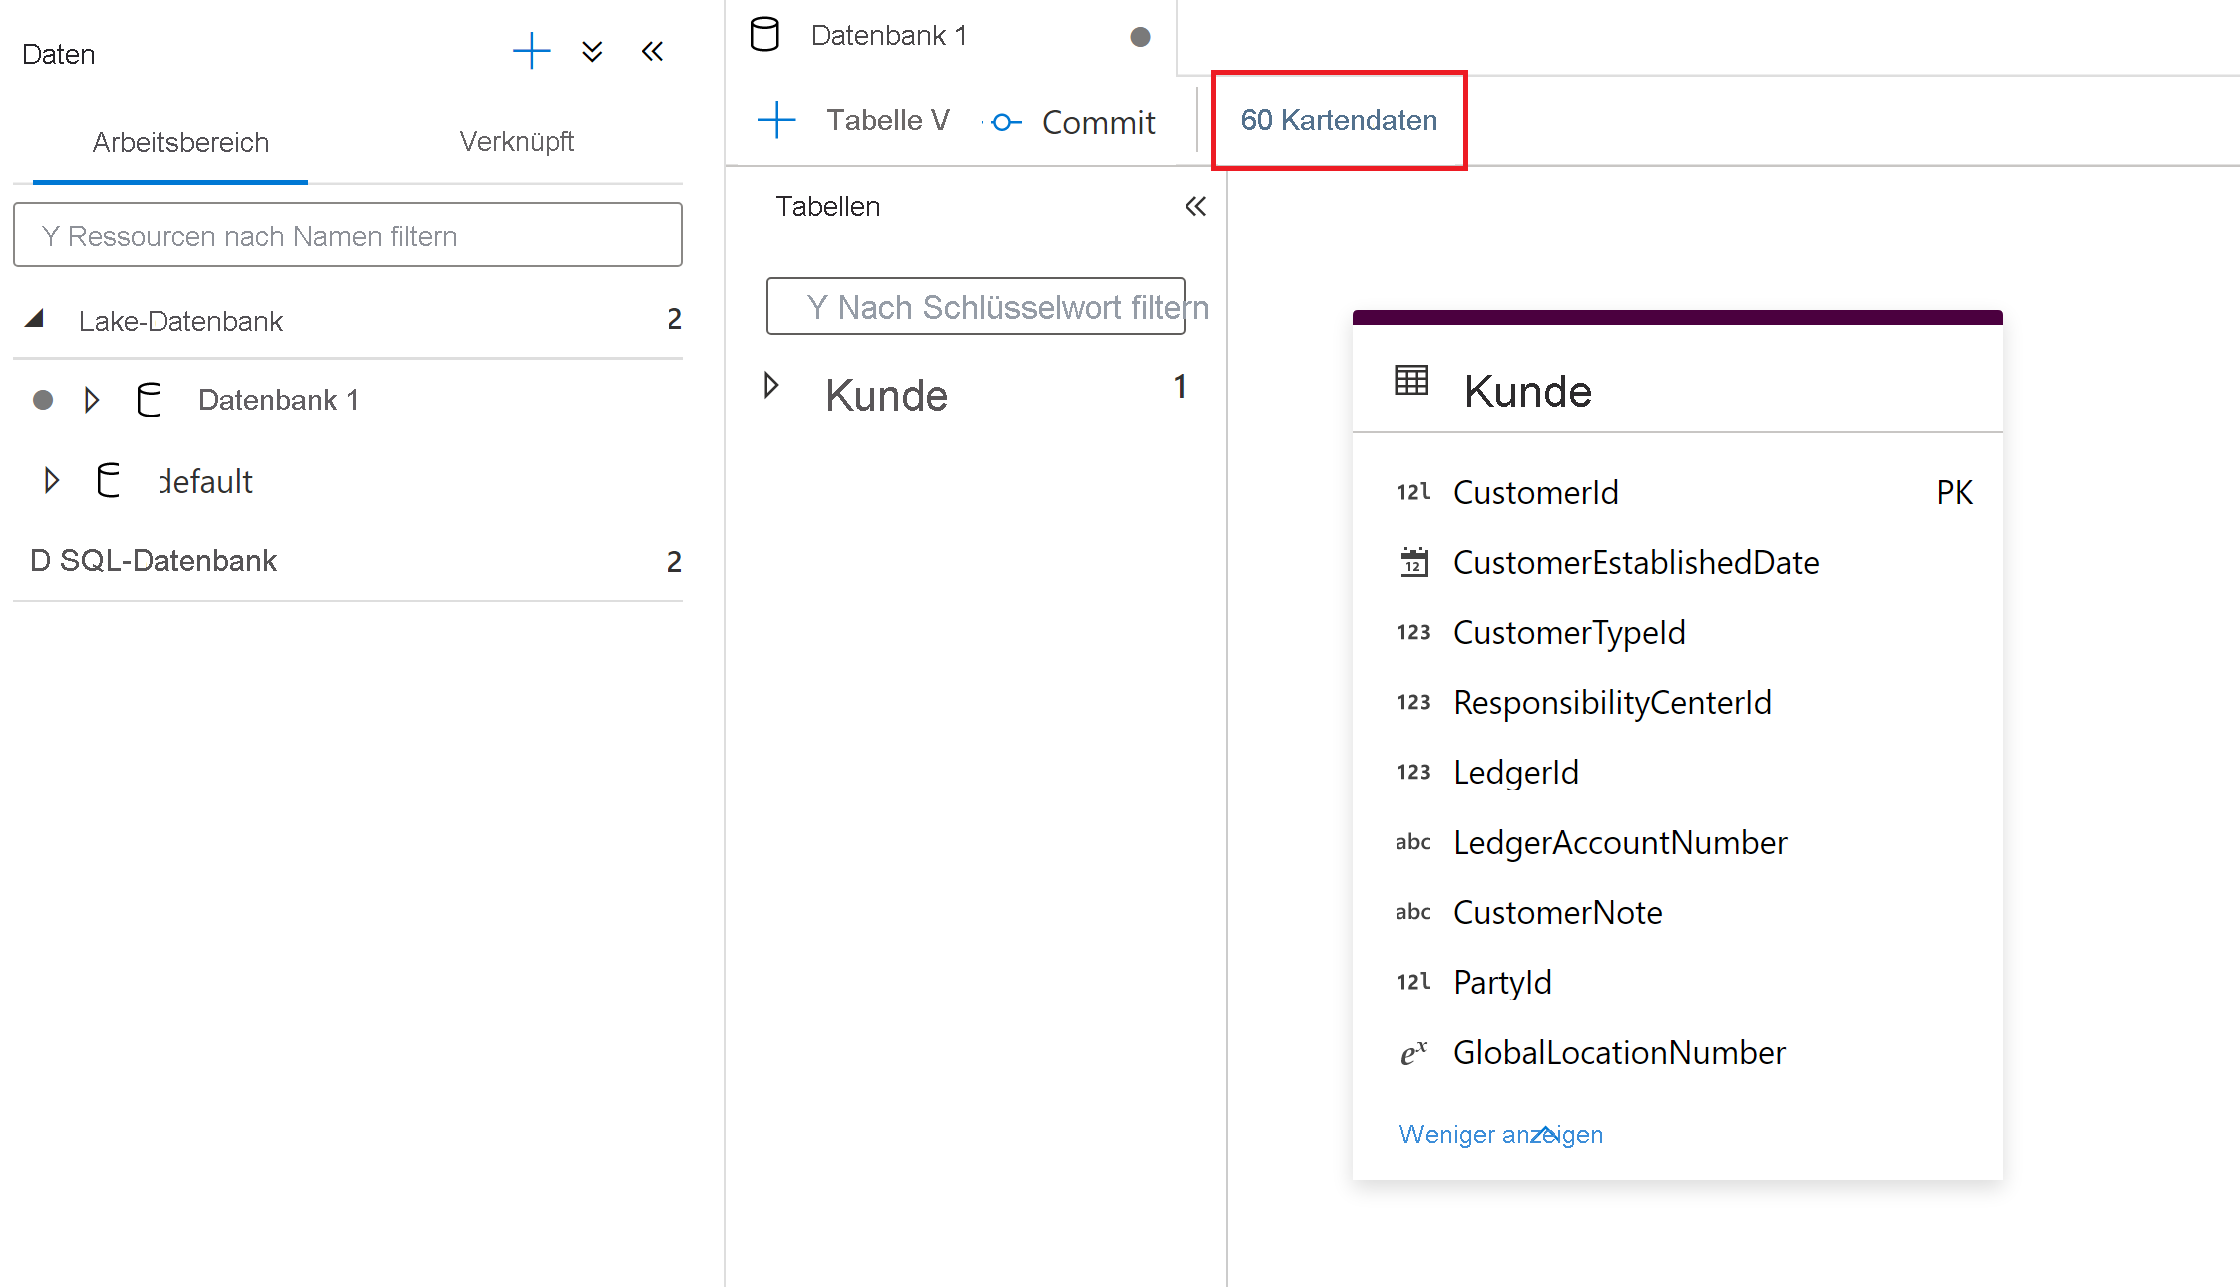 Daten
Arbeitsbereich
Verknüpft
Y Ressourcen nach Namen filtern
Lake-Datenbank 2
Datenbank 1
default
D SQL-Datenbank 2
Datenbank 1
Tabelle V
Commit
60 Kartendaten
Tabellen
Y Nach Schlüsselwort filtern
Kunde 1
Kunde
12l CustomerId PK
12 CustomerEstablishedDate
123 CustomerTypeId
123 ResponsibilityCenterId
123 LedgerId
abc LedgerAccountNumber
abc CustomerNote
12l PartyId
eˣ GlobalLocationNumber
Weniger anzeigen